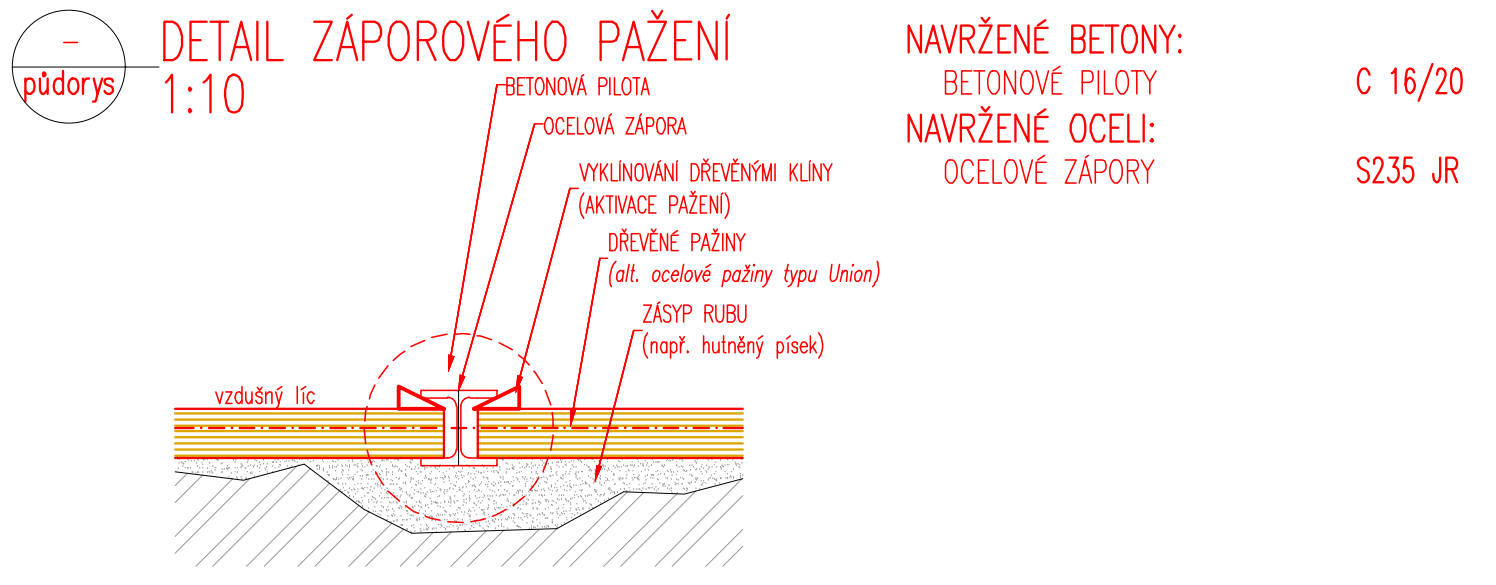 –
půdorys
DETAIL ZÁPOROVÉHO PAŽENÍ
1:10
BETONOVÁ PILOTA
OCELOVÁ ZÁPORA
VYKLÍNOVÁNÍ DŘEVĚNÝMI KLÍNY
(AKTIVACE PAŽENÍ)
DŘEVĚNÉ PAŽINY
(alt. ocelové pažiny typu Union)
ZÁSYP RUBU
(např. hutněný písek)
vzdušný líc
NAVRŽENÉ BETONY:
BETONOVÉ PILOTY C 16/20
NAVRŽENÉ OCELI:
OCELOVÉ ZÁPORY S235 JR